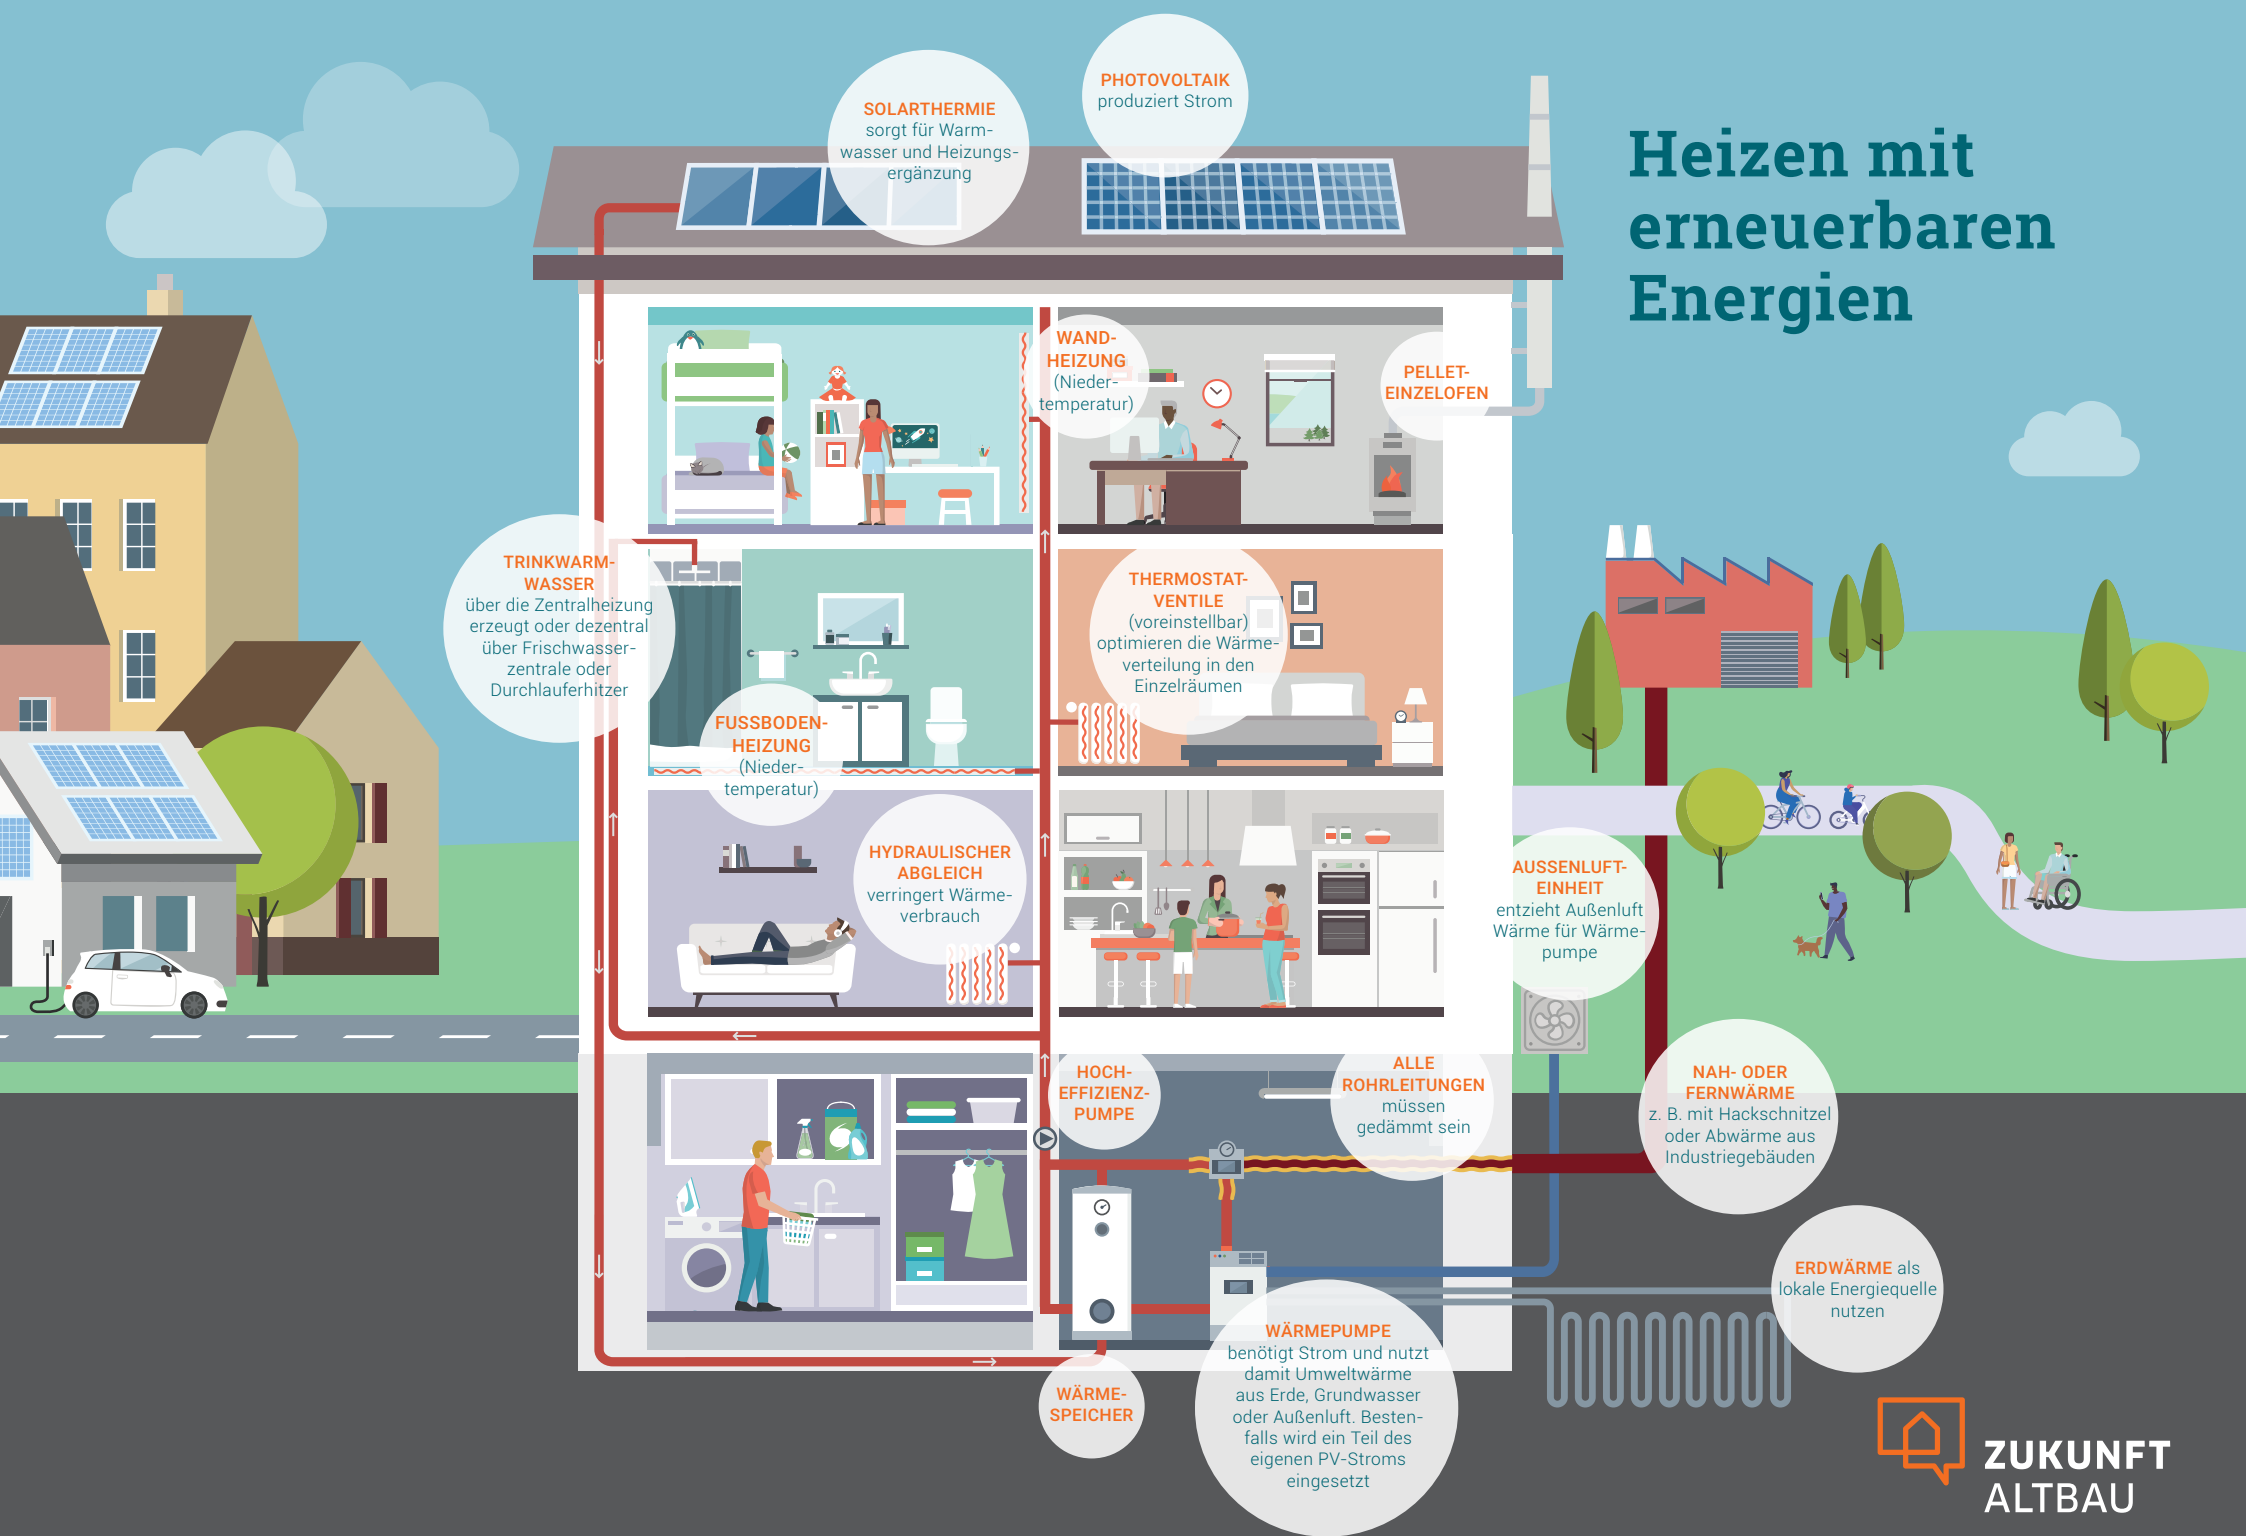 Heizen mit
erneuerbaren
Energien
SOLARTHERMIE
sorgt für Warm-
wasser und Heizungs-
ergänzung
PHOTOVOLTAIK
produziert Strom
WAND-
HEIZUNG
(Nieder-
temperatur)
PELLET-
EINZELOFEN
TRINKWARM-
WASSER
über die Zentralheizung
erzeugt oder dezentral
über Frischwasser-
zentrale oder
Durchlauferhitzer
THERMOSTAT-
VENTILE
(voreinstellbar)
optimieren die Wärme-
verteilung in den
Einzelräumen
FUSSBODEN-
HEIZUNG
(Nieder-
temperatur)
HYDRAULISCHER
ABGLEICH
verringert Wärme-
verbrauch
AUSSENLUFT-
EINHEIT
entzieht Außenluft
Wärme für Wärme-
pumpe
HOCH-
EFFIZIENZ-
PUMPE
ALLE
ROHRLEITUNGEN
müssen
gedämmt sein
NAH- ODER
FERNWÄRME
z. B. mit Hackschnitzel
oder Abwärme aus
Industriegebäuden
ERDWÄRME als
lokale Energiequelle
nutzen
WÄRMEPUMPE
benötigt Strom und nutzt
damit Umweltwärme
aus Erde, Grundwasser
oder Außenluft. Besten-
falls wird ein Teil des
eigenen PV-Stroms
eingesetzt
WÄRME-
SPEICHER
ZUKUNFT
ALTBAU